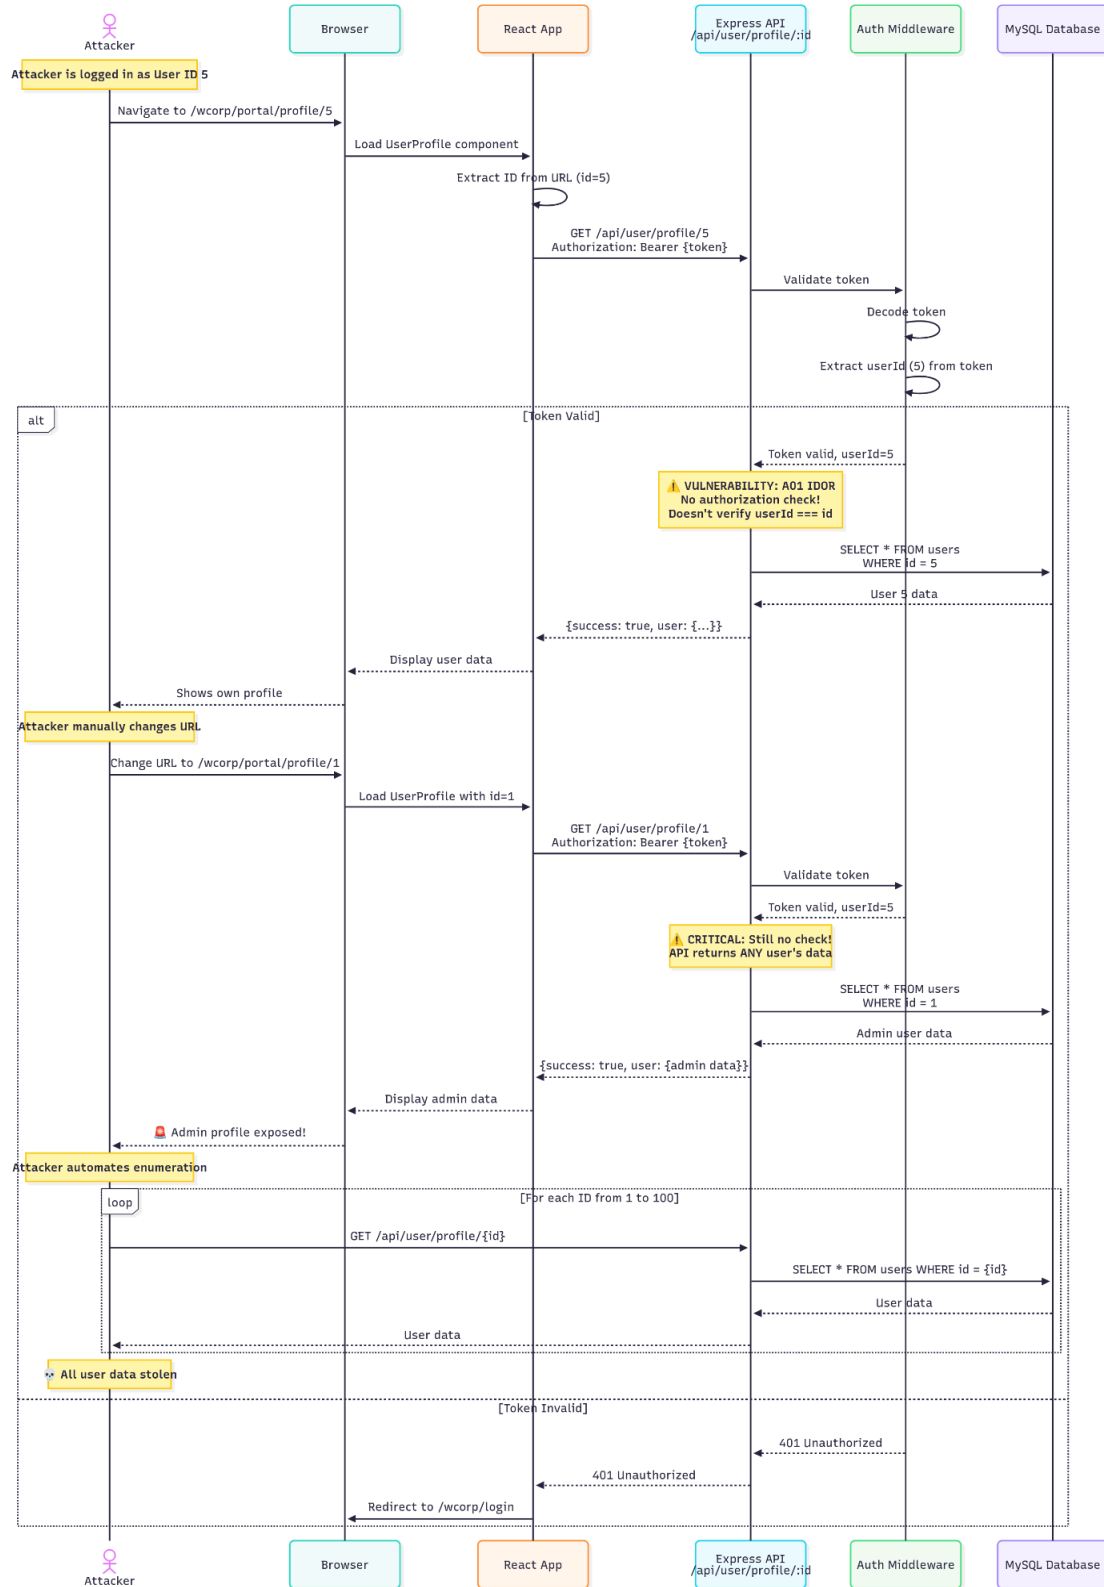 Attacker
Browser
React App
Express API
/api/user/profile/:id
Auth Middleware
MySQL Database
Attacker is logged in as User ID 5
Navigate to /wcorp/portal/profile/5
Load UserProfile component
Extract ID from URL (id=5)
GET /api/user/profile/5
Authorization: Bearer {token}
Validate token
Decode token
Extract userId (5) from token
alt
[Token Valid]
Token valid, userId=5
⚠️ VULNERABILITY: A01 IDOR
No authorization check!
Doesn't verify userId === id
SELECT * FROM users
WHERE id = 5
User 5 data
{success: true, user: {...}}
Display user data
Shows own profile
Attacker manually changes URL
Change URL to /wcorp/portal/profile/1
Load UserProfile with id=1
GET /api/user/profile/1
Authorization: Bearer {token}
Validate token
Token valid, userId=5
⚠️ CRITICAL: Still no check!
API returns ANY user's data
SELECT * FROM users
WHERE id = 1
Admin user data
{success: true, user: {admin data}}
Display admin data
🚨 Admin profile exposed!
Attacker automates enumeration
loop
[For each ID from 1 to 100]
GET /api/user/profile/{id}
SELECT * FROM users WHERE id = {id}
User data
User data
💀 All user data stolen
[Token Invalid]
401 Unauthorized
401 Unauthorized
Redirect to /wcorp/login
Attacker
Browser
React App
Express API
/api/user/profile/:id
Auth Middleware
MySQL Database